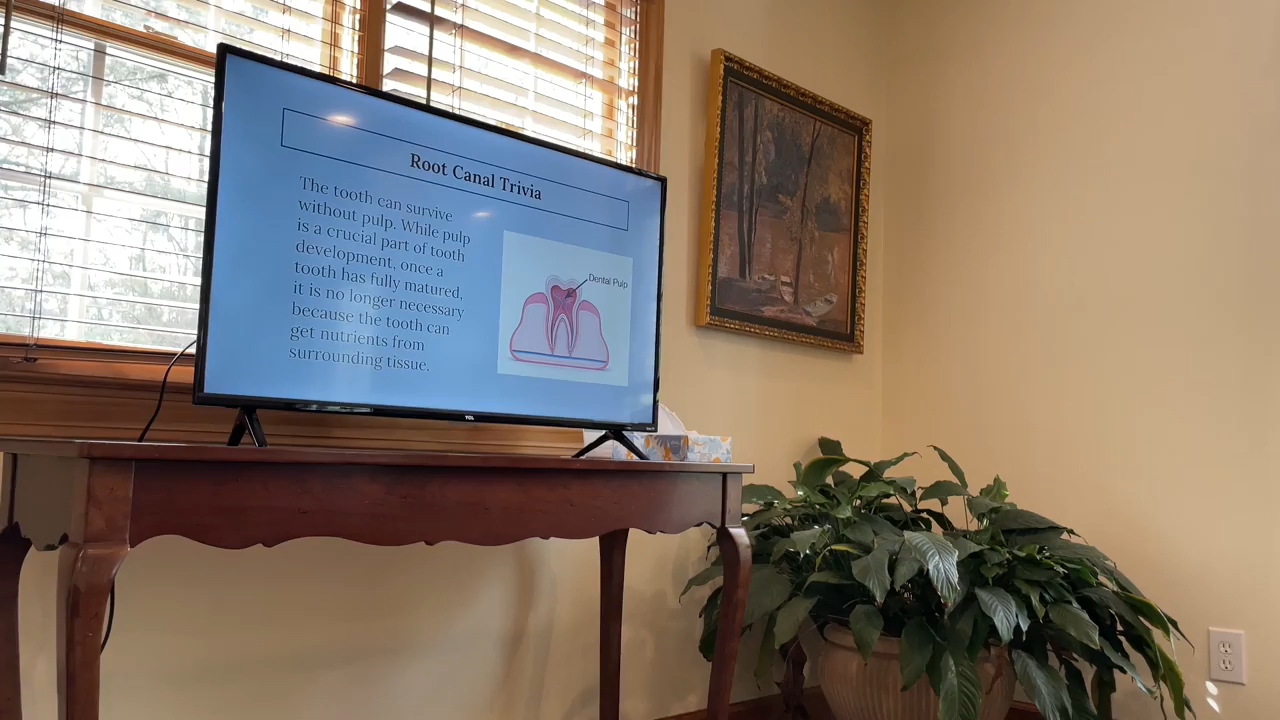 Root Canal Trivia
The tooth can survive
without pulp. While pulp
is a crucial part of tooth
development, once a
tooth has fully matured,
it is no longer necessary
because the tooth can
get nutrients from
surrounding tissue.
Dental Pulp
TCL